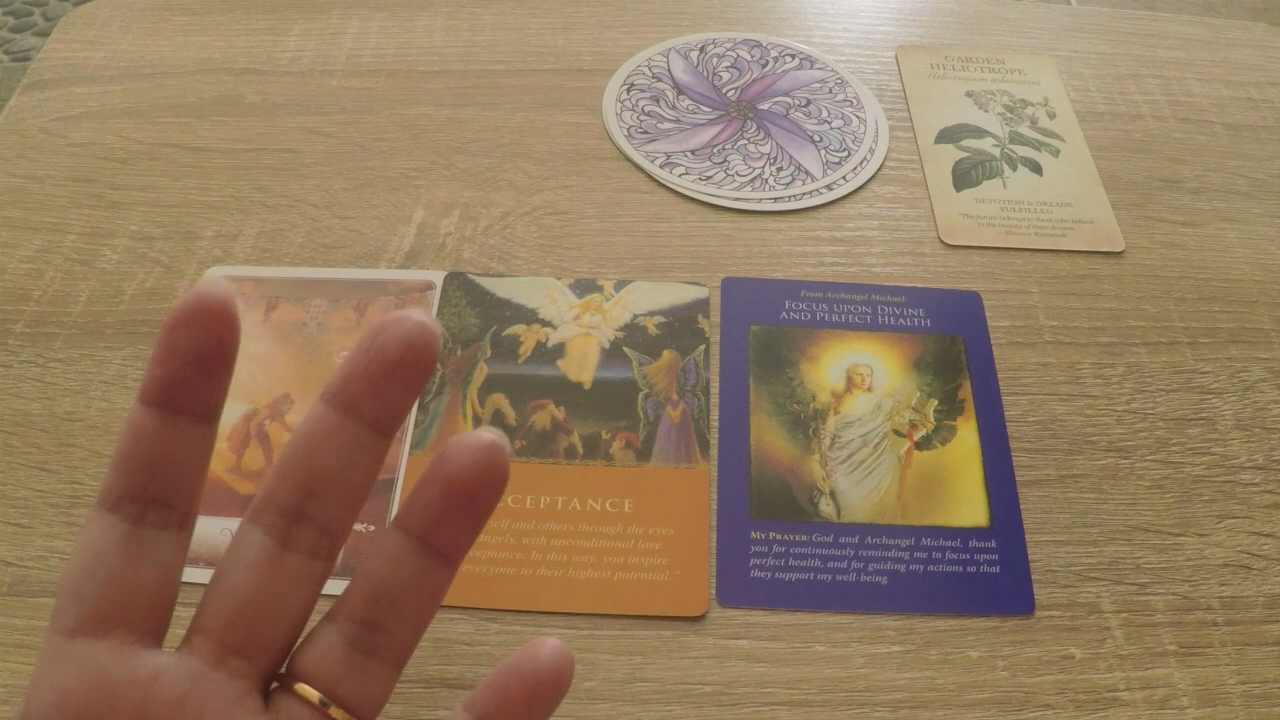 GARDEN
HELIOTROPE
Heliotropium arborescens
DEVOTION & DREAMS
FULFILLED
"The future belongs to those who believe
in the beauty of their dreams."
— Eleanor Roosevelt
CCEPTANCE
self and others through the eyes
ngels, with unconditional love
ceptance. In this way, you inspire
everyone to their highest potential."
From Archangel Michael:
FOCUS UPON DIVINE
AND PERFECT HEALTH
MY PRAYER: God and Archangel Michael, thank
you for continuously reminding me to focus upon
perfect health, and for guiding my actions so that
they support my well-being.